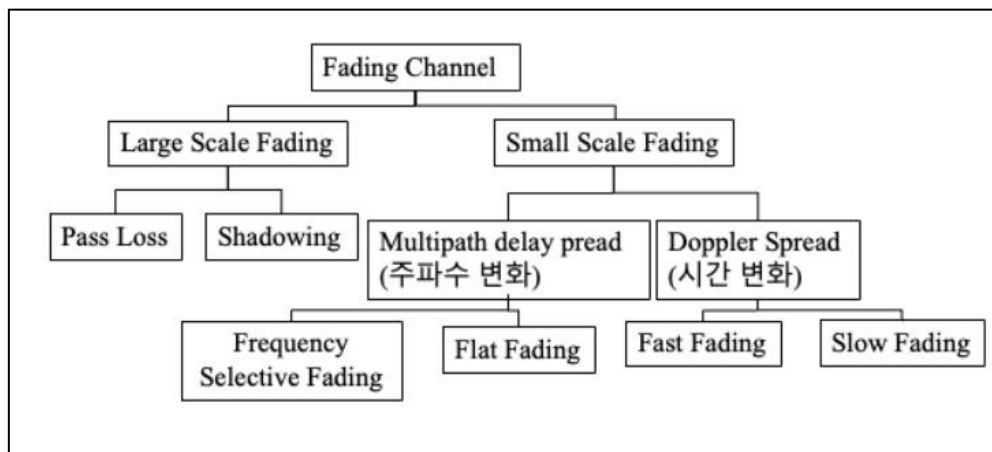 Fading Channel
Large Scale Fading
Small Scale Fading
Pass Loss
Shadowing
Multipath delay pread
(주파수 변화)
Doppler Spread
(시간 변화)
Frequency
Selective Fading
Flat Fading
Fast Fading
Slow Fading